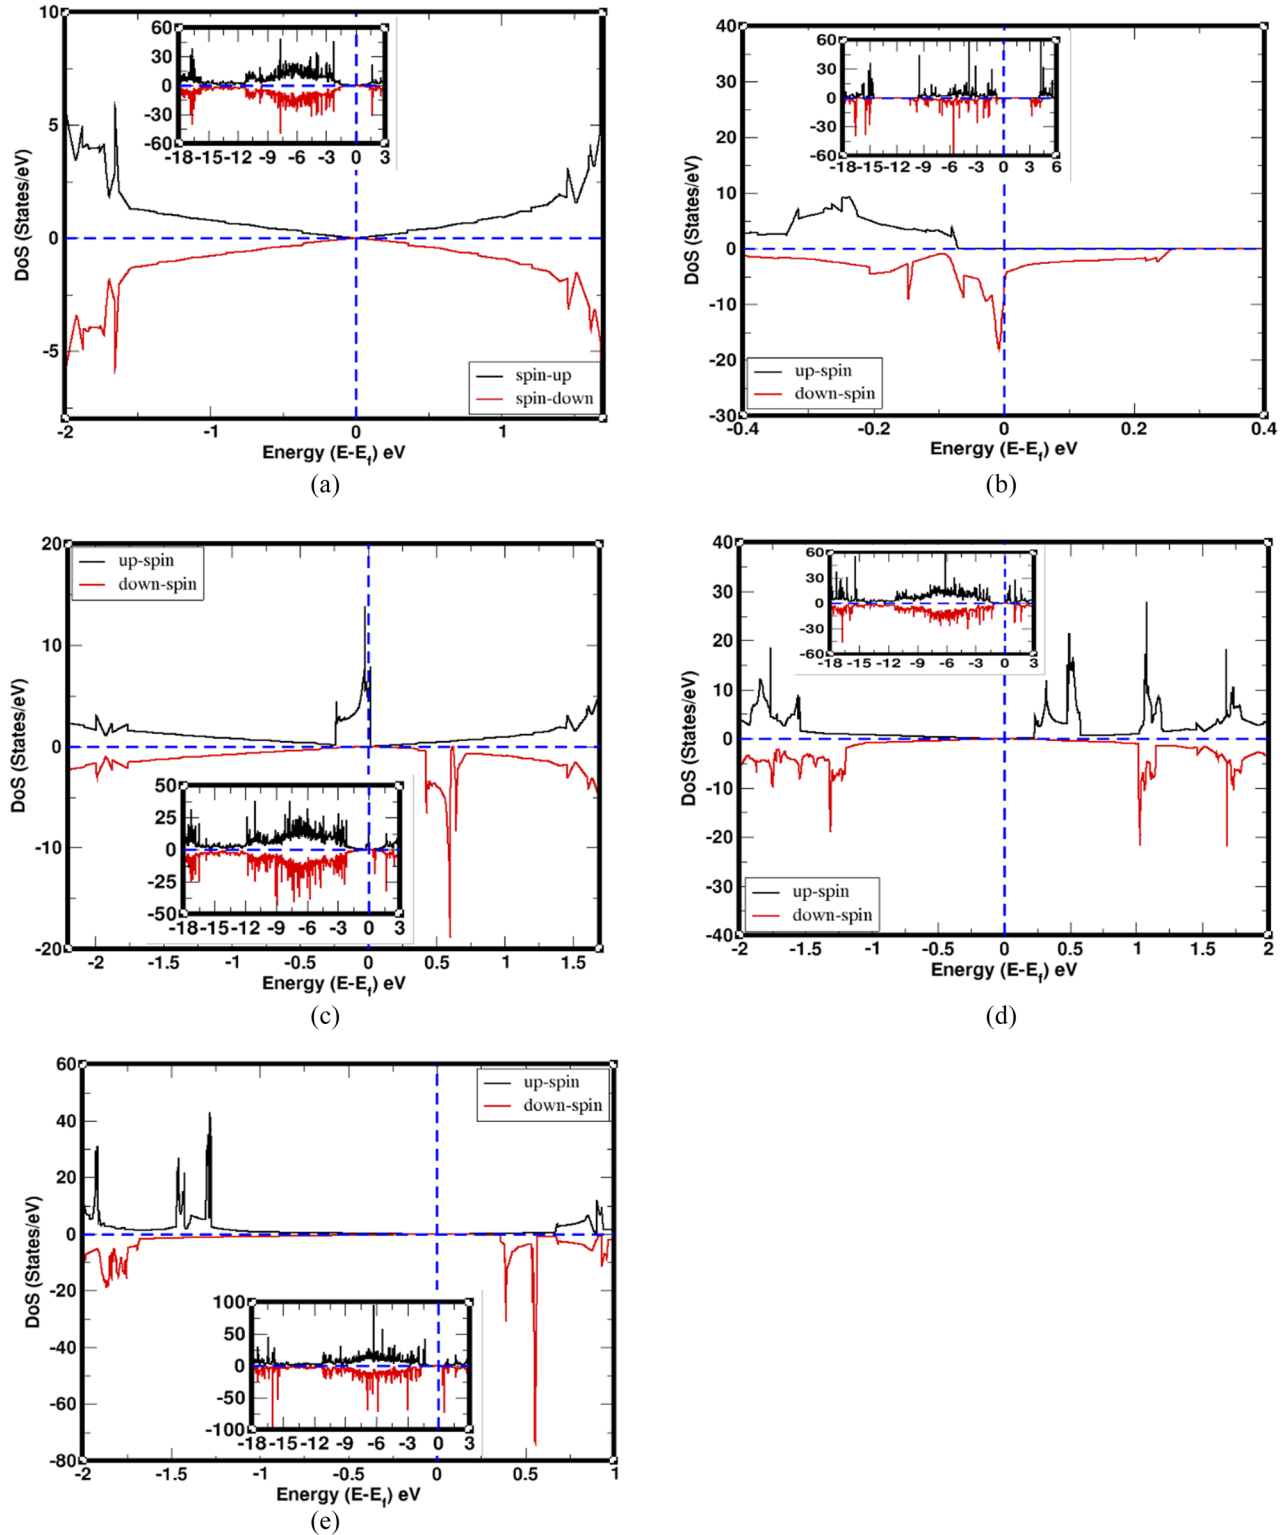 10
5
0
-5
DoS (States/eV)
60
30
0
-30
-60
-18 -15 -12 -9 -6 -3 0 3
spin-up
spin-down
-2 -1 0 1
Energy (E-Ef) eV
(a)
40
30
20
10
0
-10
-20
-30
DoS (States/eV)
60
30
0
-30
-60
-18 -15 -12 -9 -6 -3 0 3 6
up-spin
down-spin
-0.4 -0.2 0 0.2 0.4
Energy (E-Ef) eV
(b)
20
10
0
-10
-20
DoS (States/eV)
up-spin
down-spin
50
25
0
-25
-50
-18 -15 -12 -9 -6 -3 0 3
-2 -1.5 -1 -0.5 0 0.5 1 1.5
Energy (E-Ef) eV
(c)
40
30
20
10
0
-10
-20
-30
-40
DoS (States/eV)
60
30
0
-30
-60
-18 -15 -12 -9 -6 -3 0 3
up-spin
down-spin
-2 -1.5 -1 -0.5 0 0.5 1 1.5 2
Energy (E-Ef) eV
(d)
60
40
20
0
-20
-40
-60
-80
DoS (States/eV)
up-spin
down-spin
100
50
0
-50
-100
-18 -15 -12 -9 -6 -3 0 3
-2 -1.5 -1 -0.5 0 0.5 1
Energy (E-Ef) eV
(e)